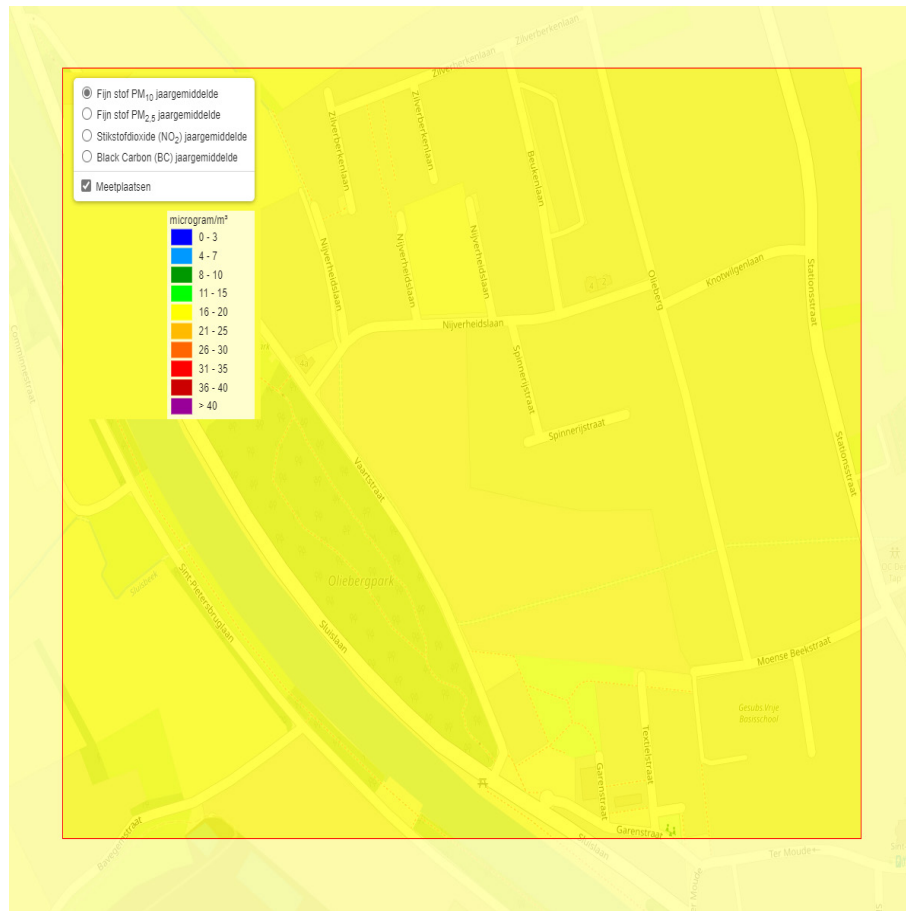 Fijn stof PM10 jaargemiddelde
Fijn stof PM2,5 jaargemiddelde
Stikstofdioxide (NO2) jaargemiddelde
Black Carbon (BC) jaargemiddelde
Meetplaatsen
microgram/m³
0 - 3
4 - 7
8 - 10
11 - 15
16 - 20
21 - 25
26 - 30
31 - 35
36 - 40
> 40
Zilverberkenlaan
Zilverberkenlaan
Zilverberkenlaan
Zilverberkenlaan
Beukenlaan
Nijverheidslaan
Nijverheidslaan
Nijverheidslaan
Nijverheidslaan
Olieberg
Knotwilgenlaan
Stationsstraat
Stationsstraat
Spinnerijstraat
Spinnerijstraat
Vaartstraat
Oliebergpark
Sluislaan
Sint-Pietersbruglaan
Slijpbeek
Moense Beekstraat
Gesubs.Vrije
Basisschool
Textielstraat
Garenstraat
Garenstraat
Sluislaan
Ter Moude